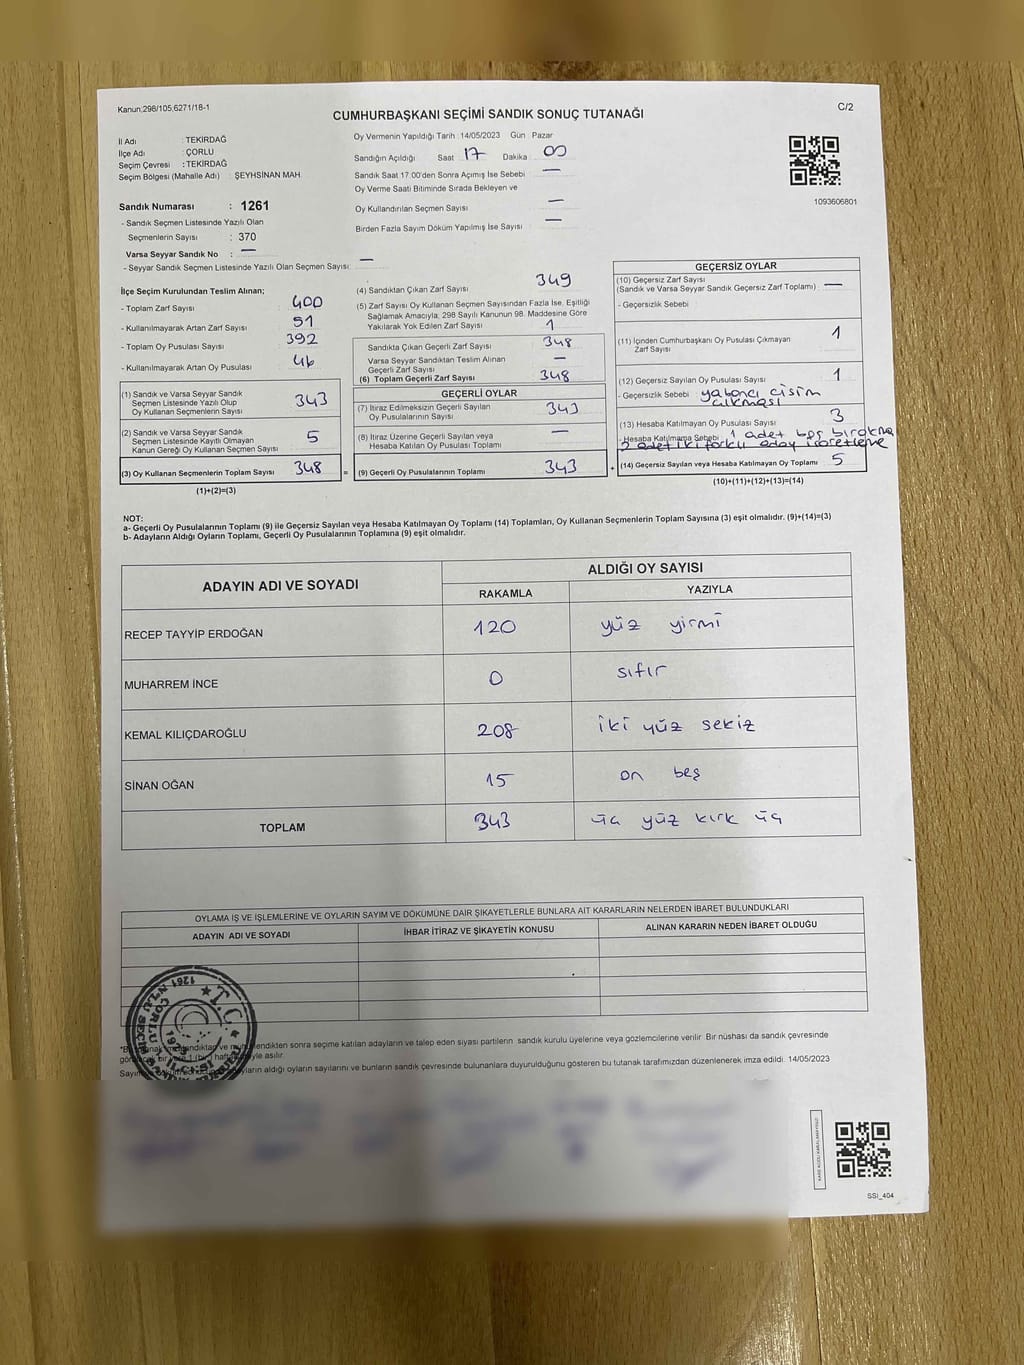 Kanun:298/105,6271/18-1
C/2
CUMHURBAŞKANI SEÇİMİ SANDIK SONUÇ TUTANAĞI
İl Adı : TEKİRDAĞ
İlçe Adı : ÇORLU
Seçim Çevresi : TEKİRDAĞ
Seçim Bölgesi (Mahalle Adı) : ŞEYHSİNAN MAH
Sandık Numarası : 1261
- Sandık Seçmen Listesinde Yazılı Olan
Seçmenlerin Sayısı : 370
Varsa Seyyar Sandık No : —
- Seyyar Sandık Seçmen Listesinde Yazılı Olan Seçmen Sayısı: —
Oy Vermenin Yapıldığı Tarih :14/05/2023 Gün : Pazar
Sandığın Açıldığı Saat : 17 Dakika : 00
Sandık Saat 17.00'den Sonra Açımış İse Sebebi : —
Oy Verme Saati Bitiminde Sırada Bekleyen ve
Oy Kullandırılan Seçmen Sayısı : —
Birden Fazla Sayım Döküm Yapılmış İse Sayısı : —
1093606801
İlçe Seçim Kurulundan Teslim Alınan;
- Toplam Zarf Sayısı : 400
- Kullanılmayarak Artan Zarf Sayısı : 51
- Toplam Oy Pusulası Sayısı : 392
- Kullanılmayarak Artan Oy Pusulası : 46
(1) Sandık ve Varsa Seyyar Sandık
Seçmen Listesinde Yazılı Olup
Oy Kullanan Seçmenlerin Sayısı : 343
(2) Sandık ve Varsa Seyyar Sandık
Seçmen Listesinde Kayıtlı Olmayan
Kanun Gereği Oy Kullanan Seçmen Sayısı : 5
(3) Oy Kullanan Seçmenlerin Toplam Sayısı : 348
(1)+(2)=(3)
(4) Sandıktan Çıkan Zarf Sayısı : 349
(5) Zarf Sayısı Oy Kullanan Seçmen Sayısından Fazla İse, Eşitliği
Sağlamak Amacıyla, 298 Sayılı Kanunun 98. Maddesine Göre
Yakılarak Yok Edilen Zarf Sayısı : 1
Sandıkta Çıkan Geçerli Zarf Sayısı : 348
Varsa Seyyar Sandıktan Teslim Alınan
Geçerli Zarf Sayısı : —
(6) Toplam Geçerli Zarf Sayısı : 348
=
GEÇERLİ OYLAR
(7) İtiraz Edilmeksizin Geçerli Sayılan
Oy Pusulalarının Sayısı : 343
(8) İtiraz Üzerine Geçerli Sayılan veya
Hesaba Katılan Oy Pusulası Toplamı : —
(9) Geçerli Oy Pusulalarının Toplamı : 343
+
GEÇERSİZ OYLAR
(10) Geçersiz Zarf Sayısı
(Sandık ve Varsa Seyyar Sandık Geçersiz Zarf Toplamı) : —
- Geçersizlik Sebebi :
(11) İçinden Cumhurbaşkanı Oy Pusulası Çıkmayan
Zarf Sayısı : 1
(12) Geçersiz Sayılan Oy Pusulası Sayısı : 1
- Geçersizlik Sebebi : yabancı cisim
çıkması
(13) Hesaba Katılmayan Oy Pusulası Sayısı : 3
- Hesaba Katılmama Sebebi : 1 adet boş bırakma
2 adet iki farklı aday işaretleme
(14) Geçersiz Sayılan veya Hesaba Katılmayan Oy Toplamı : 5
(10)+(11)+(12)+(13)=(14)
NOT:
a- Geçerli Oy Pusulalarının Toplamı (9) ile Geçersiz Sayılan veya Hesaba Katılmayan Oy Toplamı (14) Toplamları, Oy Kullanan Seçmenlerin Toplam Sayısına (3) eşit olmalıdır. (9)+(14)=(3)
b- Adayların Aldığı Oyların Toplamı, Geçerli Oy Pusulalarının Toplamına (9) eşit olmalıdır.
ADAYIN ADI VE SOYADI
ALDIĞI OY SAYISI
RAKAMLA YAZIYLA
RECEP TAYYİP ERDOĞAN 120 yüz yirmi
MUHARREM İNCE 0 sıfır
KEMAL KILIÇDAROĞLU 208 iki yüz sekiz
SİNAN OĞAN 15 on beş
TOPLAM 343 üç yüz kırk üç
OYLAMA İŞ VE İŞLEMLERİNE VE OYLARIN SAYIM VE DÖKÜMÜNE DAİR ŞİKAYETLERLE BUNLARA AİT KARARLARIN NELERDEN İBARET BULUNDUKLARI
ADAYIN ADI VE SOYADI İHBAR İTİRAZ VE ŞİKAYETİN KONUSU ALINAN KARARIN NEDEN İBARET OLDUĞU
T.C.
1261
sonra seçime katılan adayların ve talep eden siyasi partilerin sandık kurulu üyelerine veya gözlemcilerine verilir. Bir nüshası da sandık çevresinde
asılır.
aldığı oyların sayılarını ve bunların sandık çevresinde bulunanlara duyurulduğunu gösteren bu tutanak tarafımızdan düzenlenerek imza edildi. 14/05/2023
SSİ_404